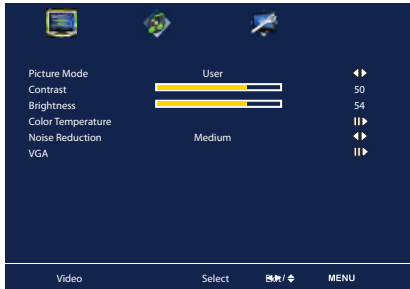 Picture Mode User
Contrast 50
Brightness 54
Color Temperature
Noise Reduction Medium
VGA
Video Select / MENU